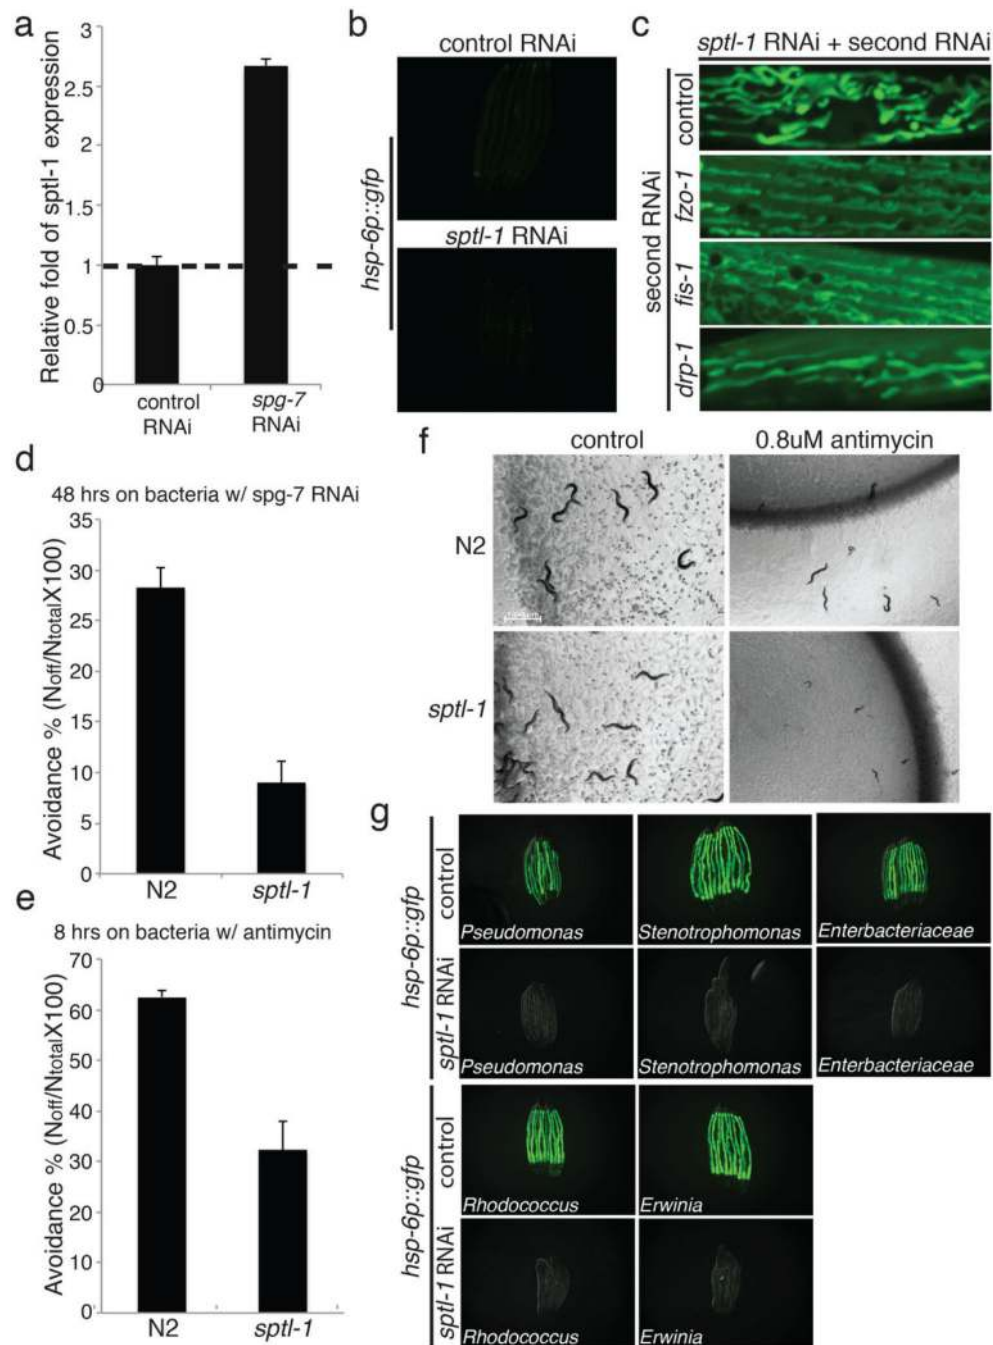 a
Relative fold of sptl-1 expression
3
2.5
2
1.5
1
0.5
0
control
RNAi
spg-7
RNAi
b
control RNAi
sptl-1 RNAi
hsp-6p::gfp
c
sptl-1 RNAi + second RNAi
second RNAi
control
fzo-1
fis-1
drp-1
d
48 hrs on bacteria w/ spg-7 RNAi
Avoidance % (Noff/NtotalX100)
35
30
25
20
15
10
5
0
N2
sptl-1
e
8 hrs on bacteria w/ antimycin
Avoidance % (Noff/NtotalX100)
70
60
50
40
30
20
10
0
N2
sptl-1
f
control
0.8uM antimycin
N2
sptl-1
g
hsp-6p::gfp
control
Pseudomonas
Stenotrophomonas
Enterbacteriaceae
sptl-1 RNAi
Pseudomonas
Stenotrophomonas
Enterbacteriaceae
hsp-6p::gfp
control
Rhodococcus
Erwinia
sptl-1 RNAi
Rhodococcus
Erwinia